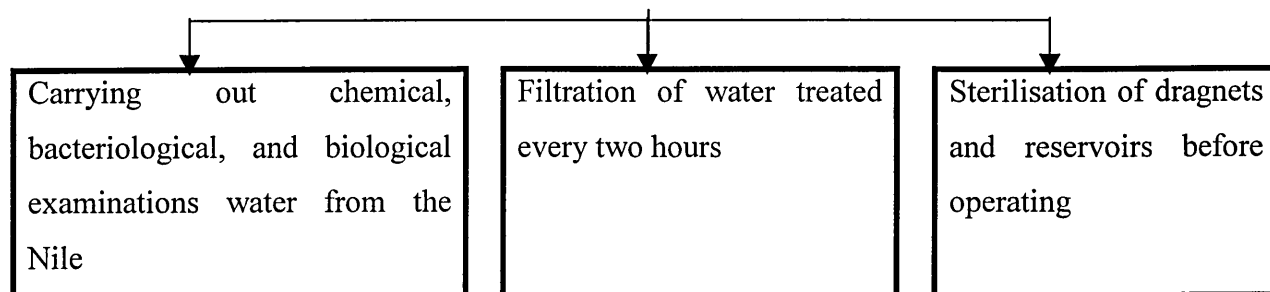 Carrying out chemical,
bacteriological, and biological
examinations water from the
Nile
Filtration of water treated
every two hours
Sterilisation of dragnets
and reservoirs before
operating